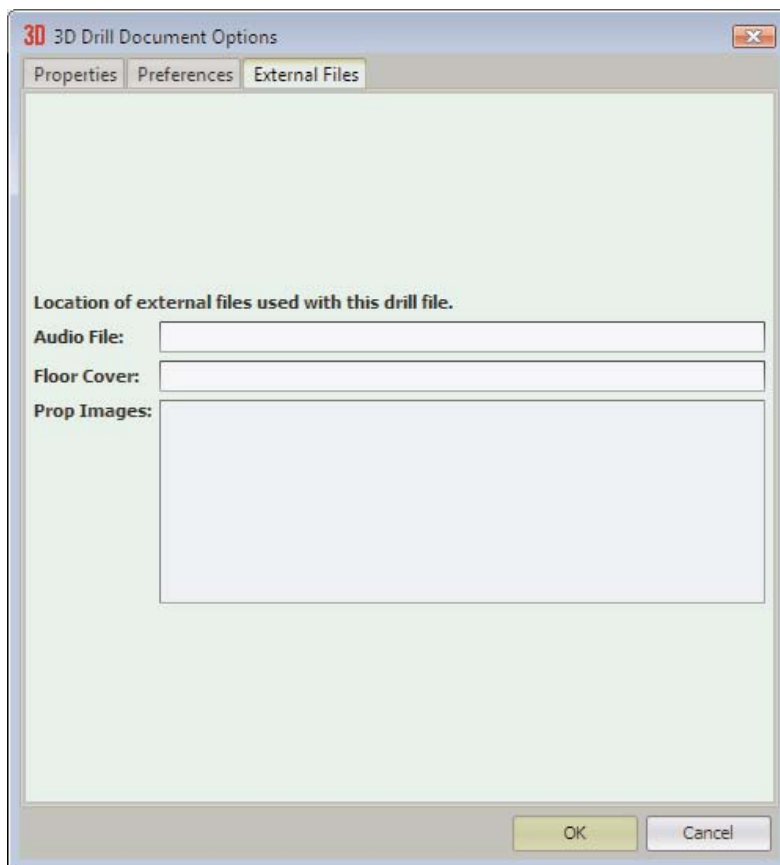 3D 3D Drill Document Options
Properties Preferences External Files
Location of external files used with this drill file.
Audio File:
Floor Cover:
Prop Images:
OK Cancel